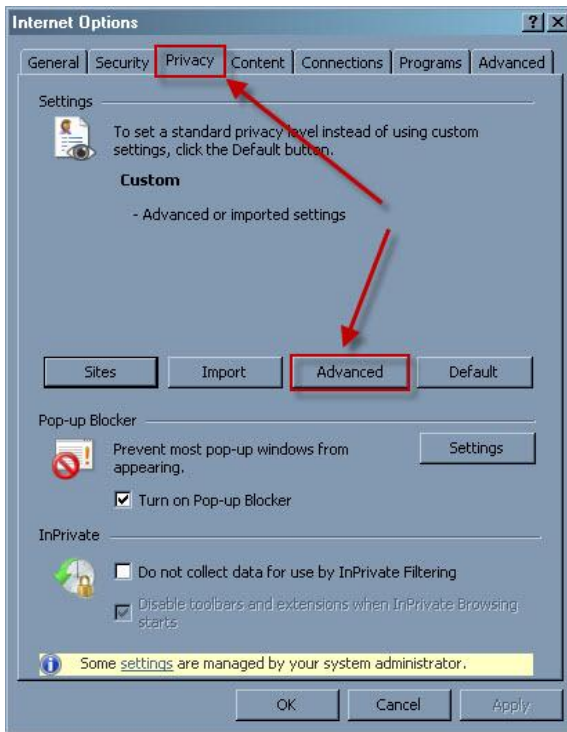 Internet Options
General Security Privacy Content Connections Programs Advanced
Settings
To set a standard privacy level instead of using custom
settings, click the Default button.
Custom
- Advanced or imported settings
Sites Import Advanced Default
Pop-up Blocker
Prevent most pop-up windows from
appearing.
Settings
Turn on Pop-up Blocker
InPrivate
Do not collect data for use by InPrivate Filtering
Disable toolbars and extensions when InPrivate Browsing
starts
Some settings are managed by your system administrator.
OK Cancel Apply